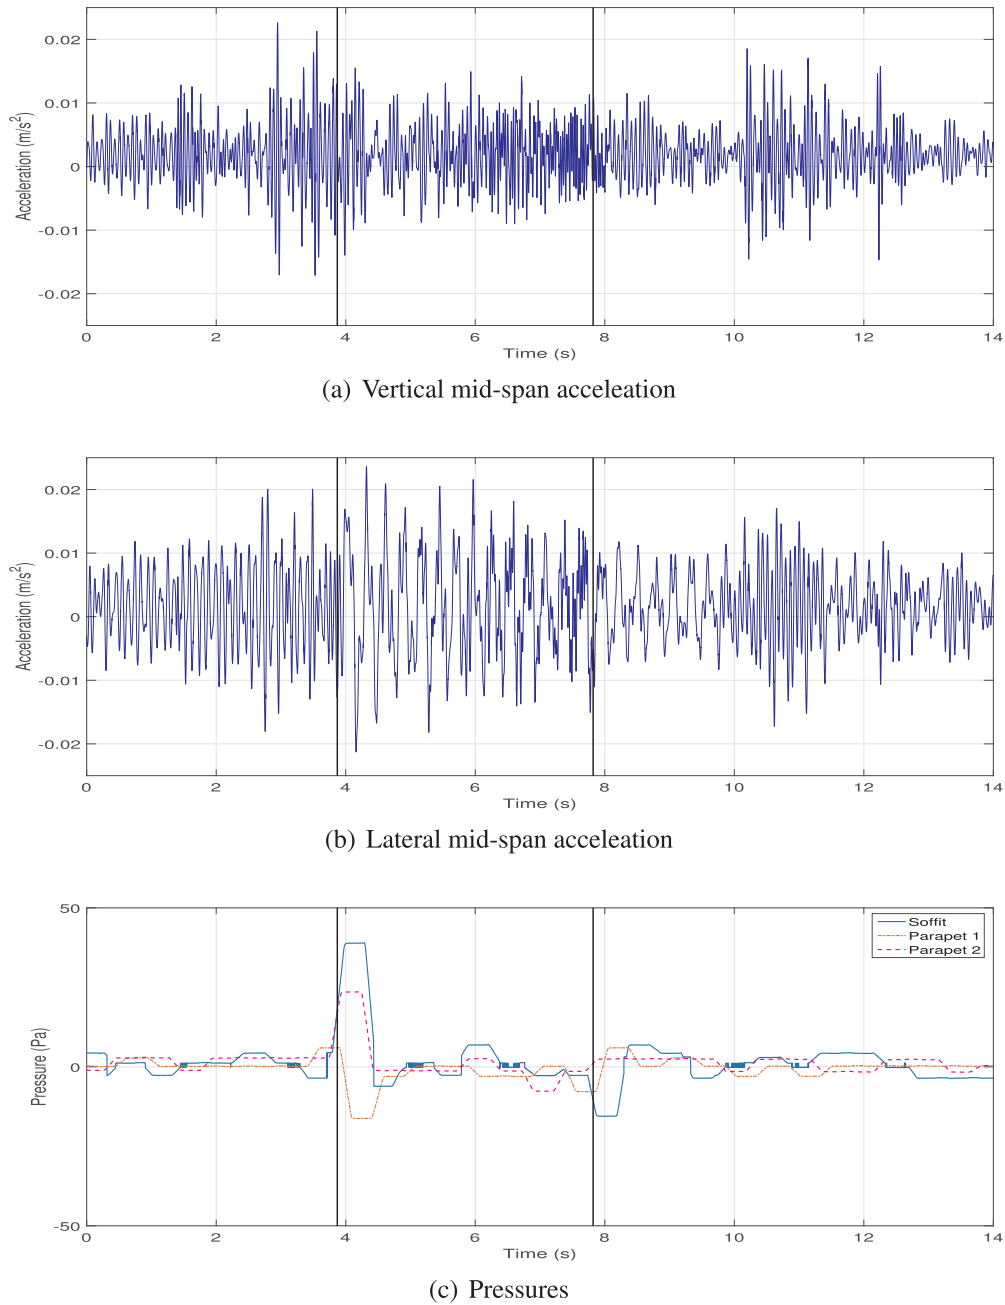 0.02
0.01
0
-0.01
-0.02
Acceleration (m/s²)
0 2 4 6 8 10 12 14
Time (s)
(a) Vertical mid-span acceleation
0.02
0.01
0
-0.01
-0.02
Acceleration (m/s²)
0 2 4 6 8 10 12 14
Time (s)
(b) Lateral mid-span acceleation
50
0
-50
Pressure (Pa)
Soffit
Parapet 1
Parapet 2
0 2 4 6 8 10 12 14
Time (s)
(c) Pressures